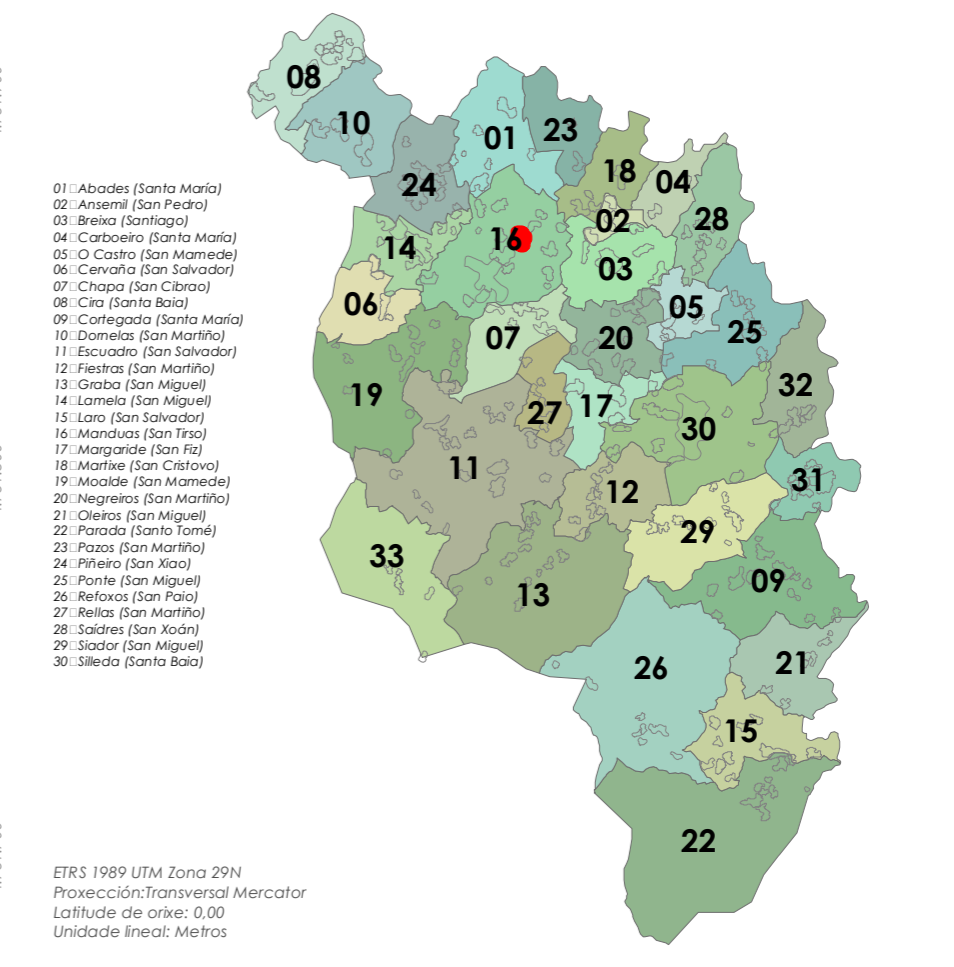 01 Abades (Santa María)
02 Ansemil (San Pedro)
03 Breixa (Santiago)
04 Carboeiro (Santa María)
05 O Castro (San Mamede)
06 Cervaña (San Salvador)
07 Chapa (San Cibrao)
08 Cira (Santa Baia)
09 Cortegada (Santa María)
10 Dornelas (San Martiño)
11 Escuadro (San Salvador)
12 Fiestras (San Martiño)
13 Graba (San Miguel)
14 Lamela (San Miguel)
15 Laro (San Salvador)
16 Manduas (San Tirso)
17 Margaride (San Fiz)
18 Martixe (San Cristovo)
19 Moalde (San Mamede)
20 Negreiros (San Martiño)
21 Oleiros (San Miguel)
22 Parada (Santo Tomé)
23 Pazos (San Martiño)
24 Piñeiro (San Xiao)
25 Ponte (San Miguel)
26 Refoxos (San Paio)
27 Rellas (San Martiño)
28 Saídres (San Xoán)
29 Siador (San Miguel)
30 Silleda (Santa Baia)
08
10
01
23
24
18
04
02
28
14
16
03
06
05
07
20
25
19
27
17
32
30
11
12
31
29
33
13
09
26
21
15
22
ETRS 1989 UTM Zona 29N
Proxección:Transversal Mercator
Latitude de orixe: 0,00
Unidade lineal: Metros